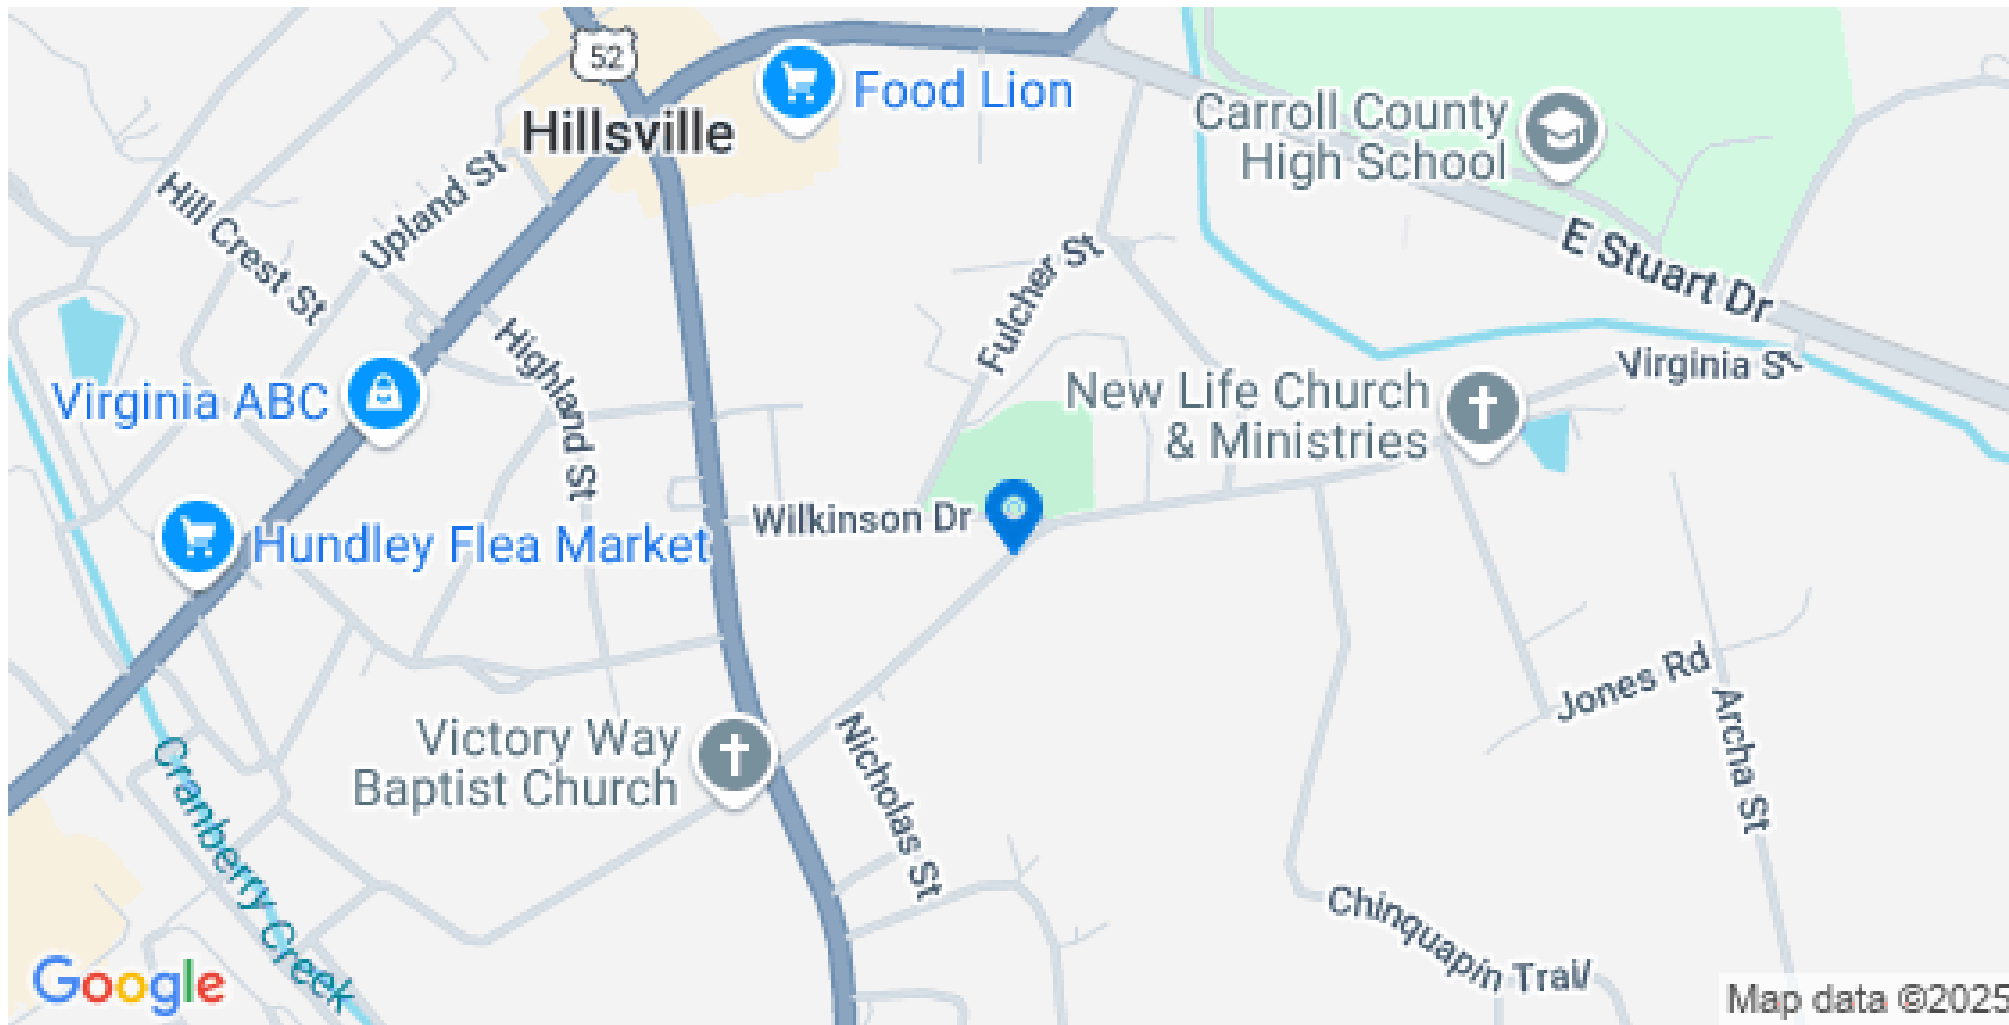 52
Food Lion
Hillsville
Carroll County
High School
Hill Crest St
Upland St
E Stuart Dr
Fulcher St
Highland St
Virginia St
Virginia ABC
New Life Church
& Ministries
Wilkinson Dr
Hundley Flea Market
Jones Rd
Archa St
Victory Way
Baptist Church
Nicholas St
Cranberry Creek
Chinquapin Trail
Google
Map data ©2025